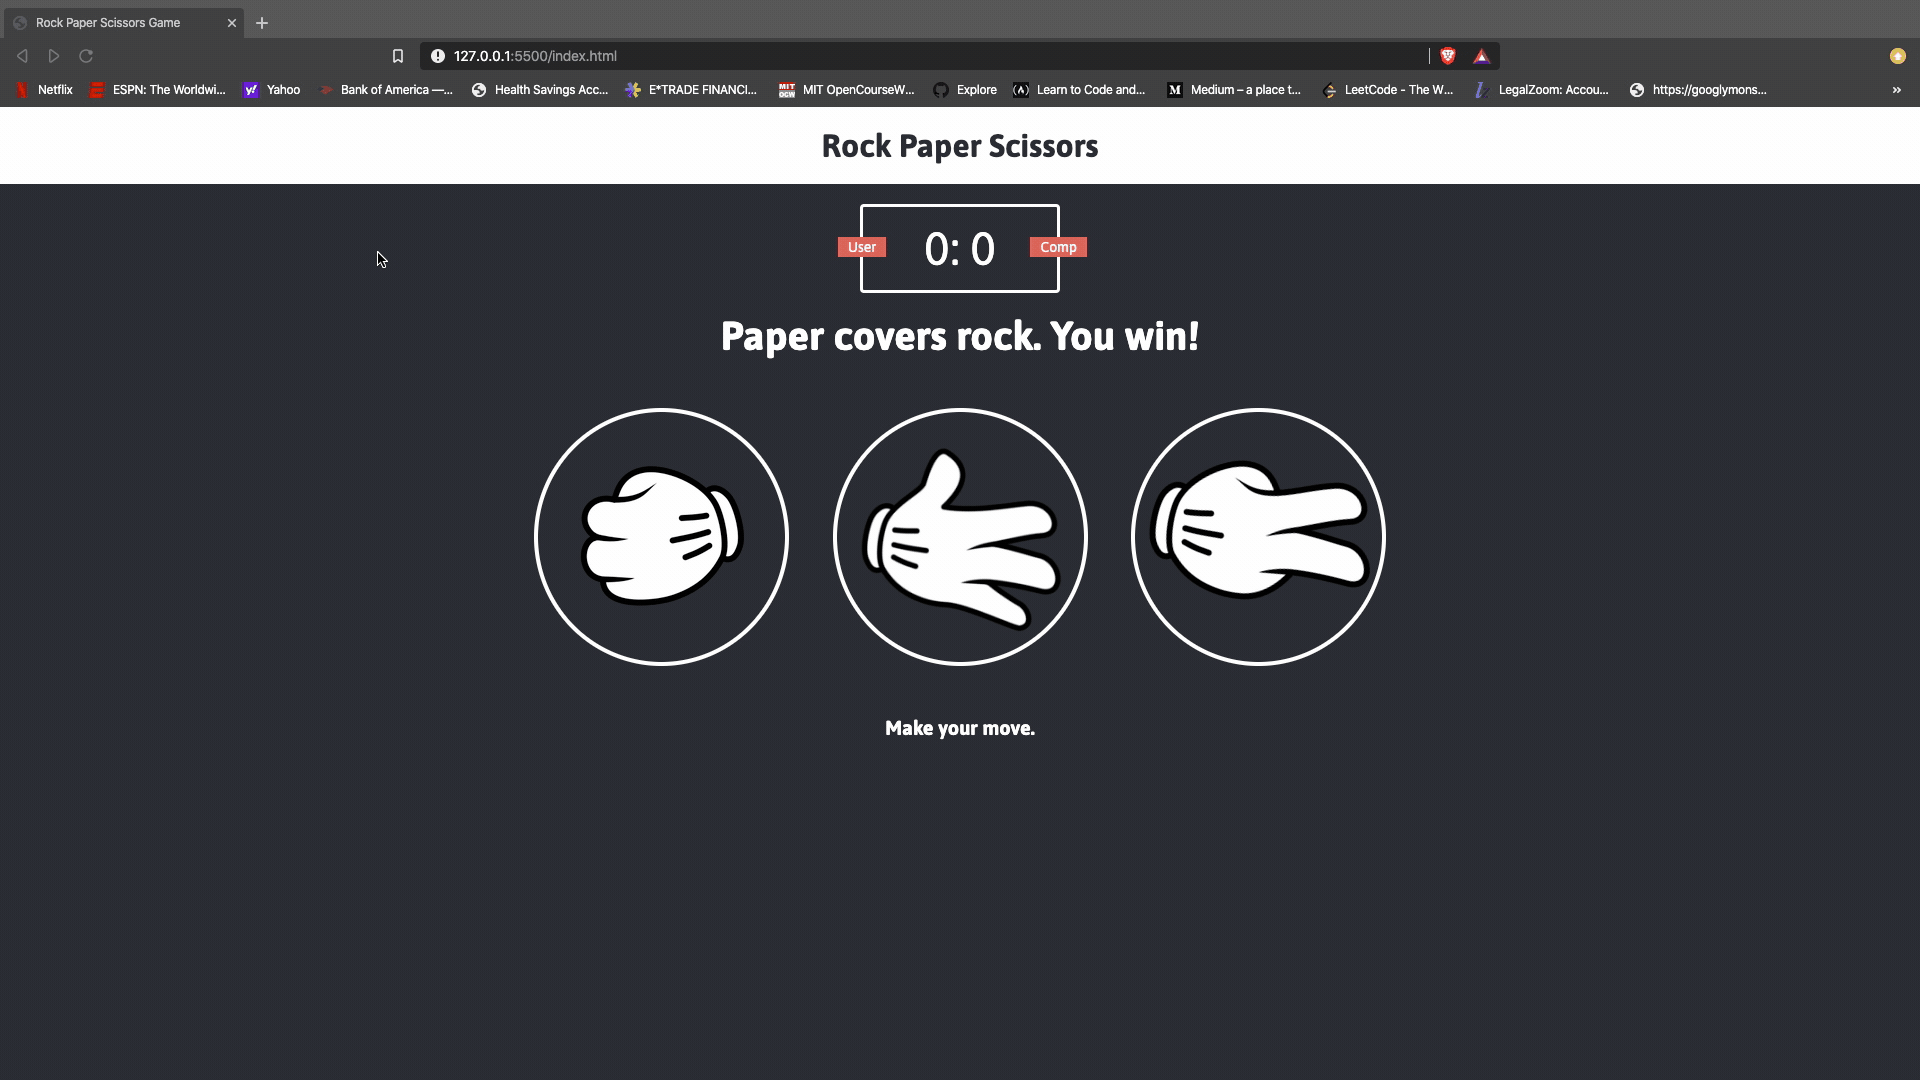 Rock Paper Scissors Game
127.0.0.1:5500/index.html
Netflix ESPN: The Worldwi... Yahoo Bank of America —... Health Savings Acc... E*TRADE FINANCI... MIT OpenCourseW... Explore Learn to Code and... Medium – a place t... LeetCode - The W... LegalZoom: Accou... https://googlymons... »
Rock Paper Scissors
User 0: 0 Comp
Paper covers rock. You win!
Make your move.